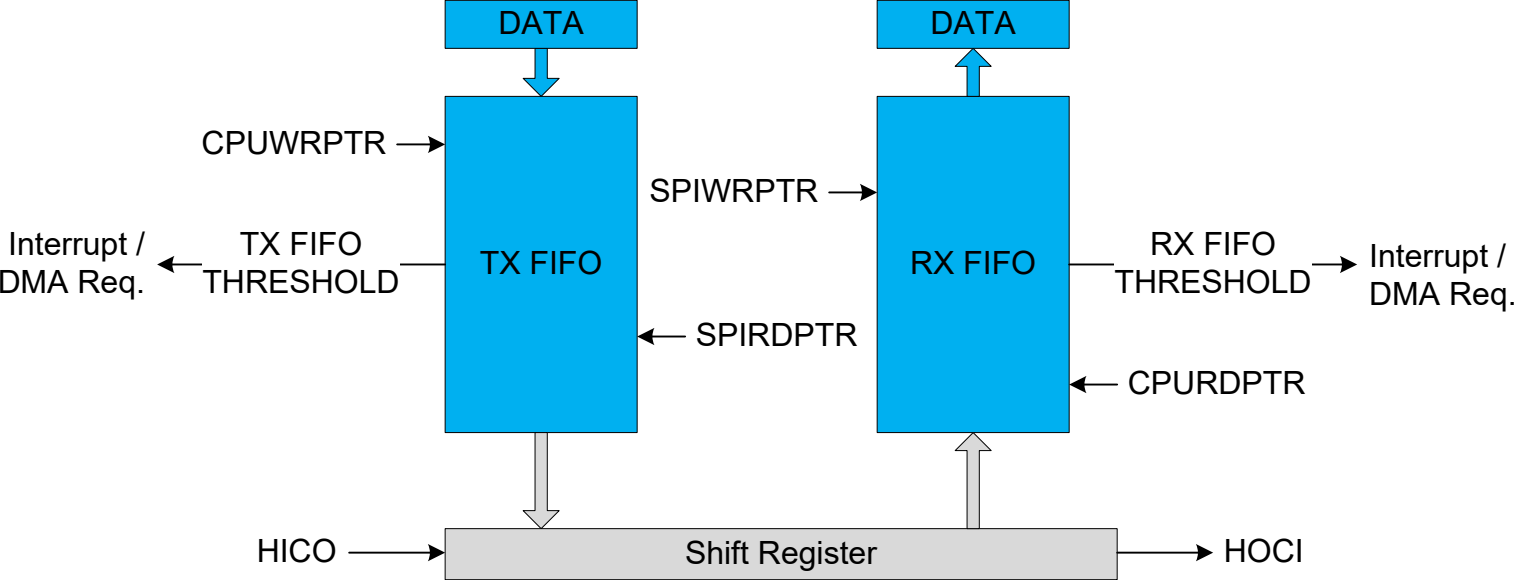 DATA
DATA
CPUWRPTR
SPIWRPTR
Interrupt /
DMA Req.
TX FIFO
THRESHOLD
TX FIFO
RX FIFO
RX FIFO
THRESHOLD
Interrupt /
DMA Req.
SPIRDPTR
CPURDPTR
HICO
Shift Register
HOCI